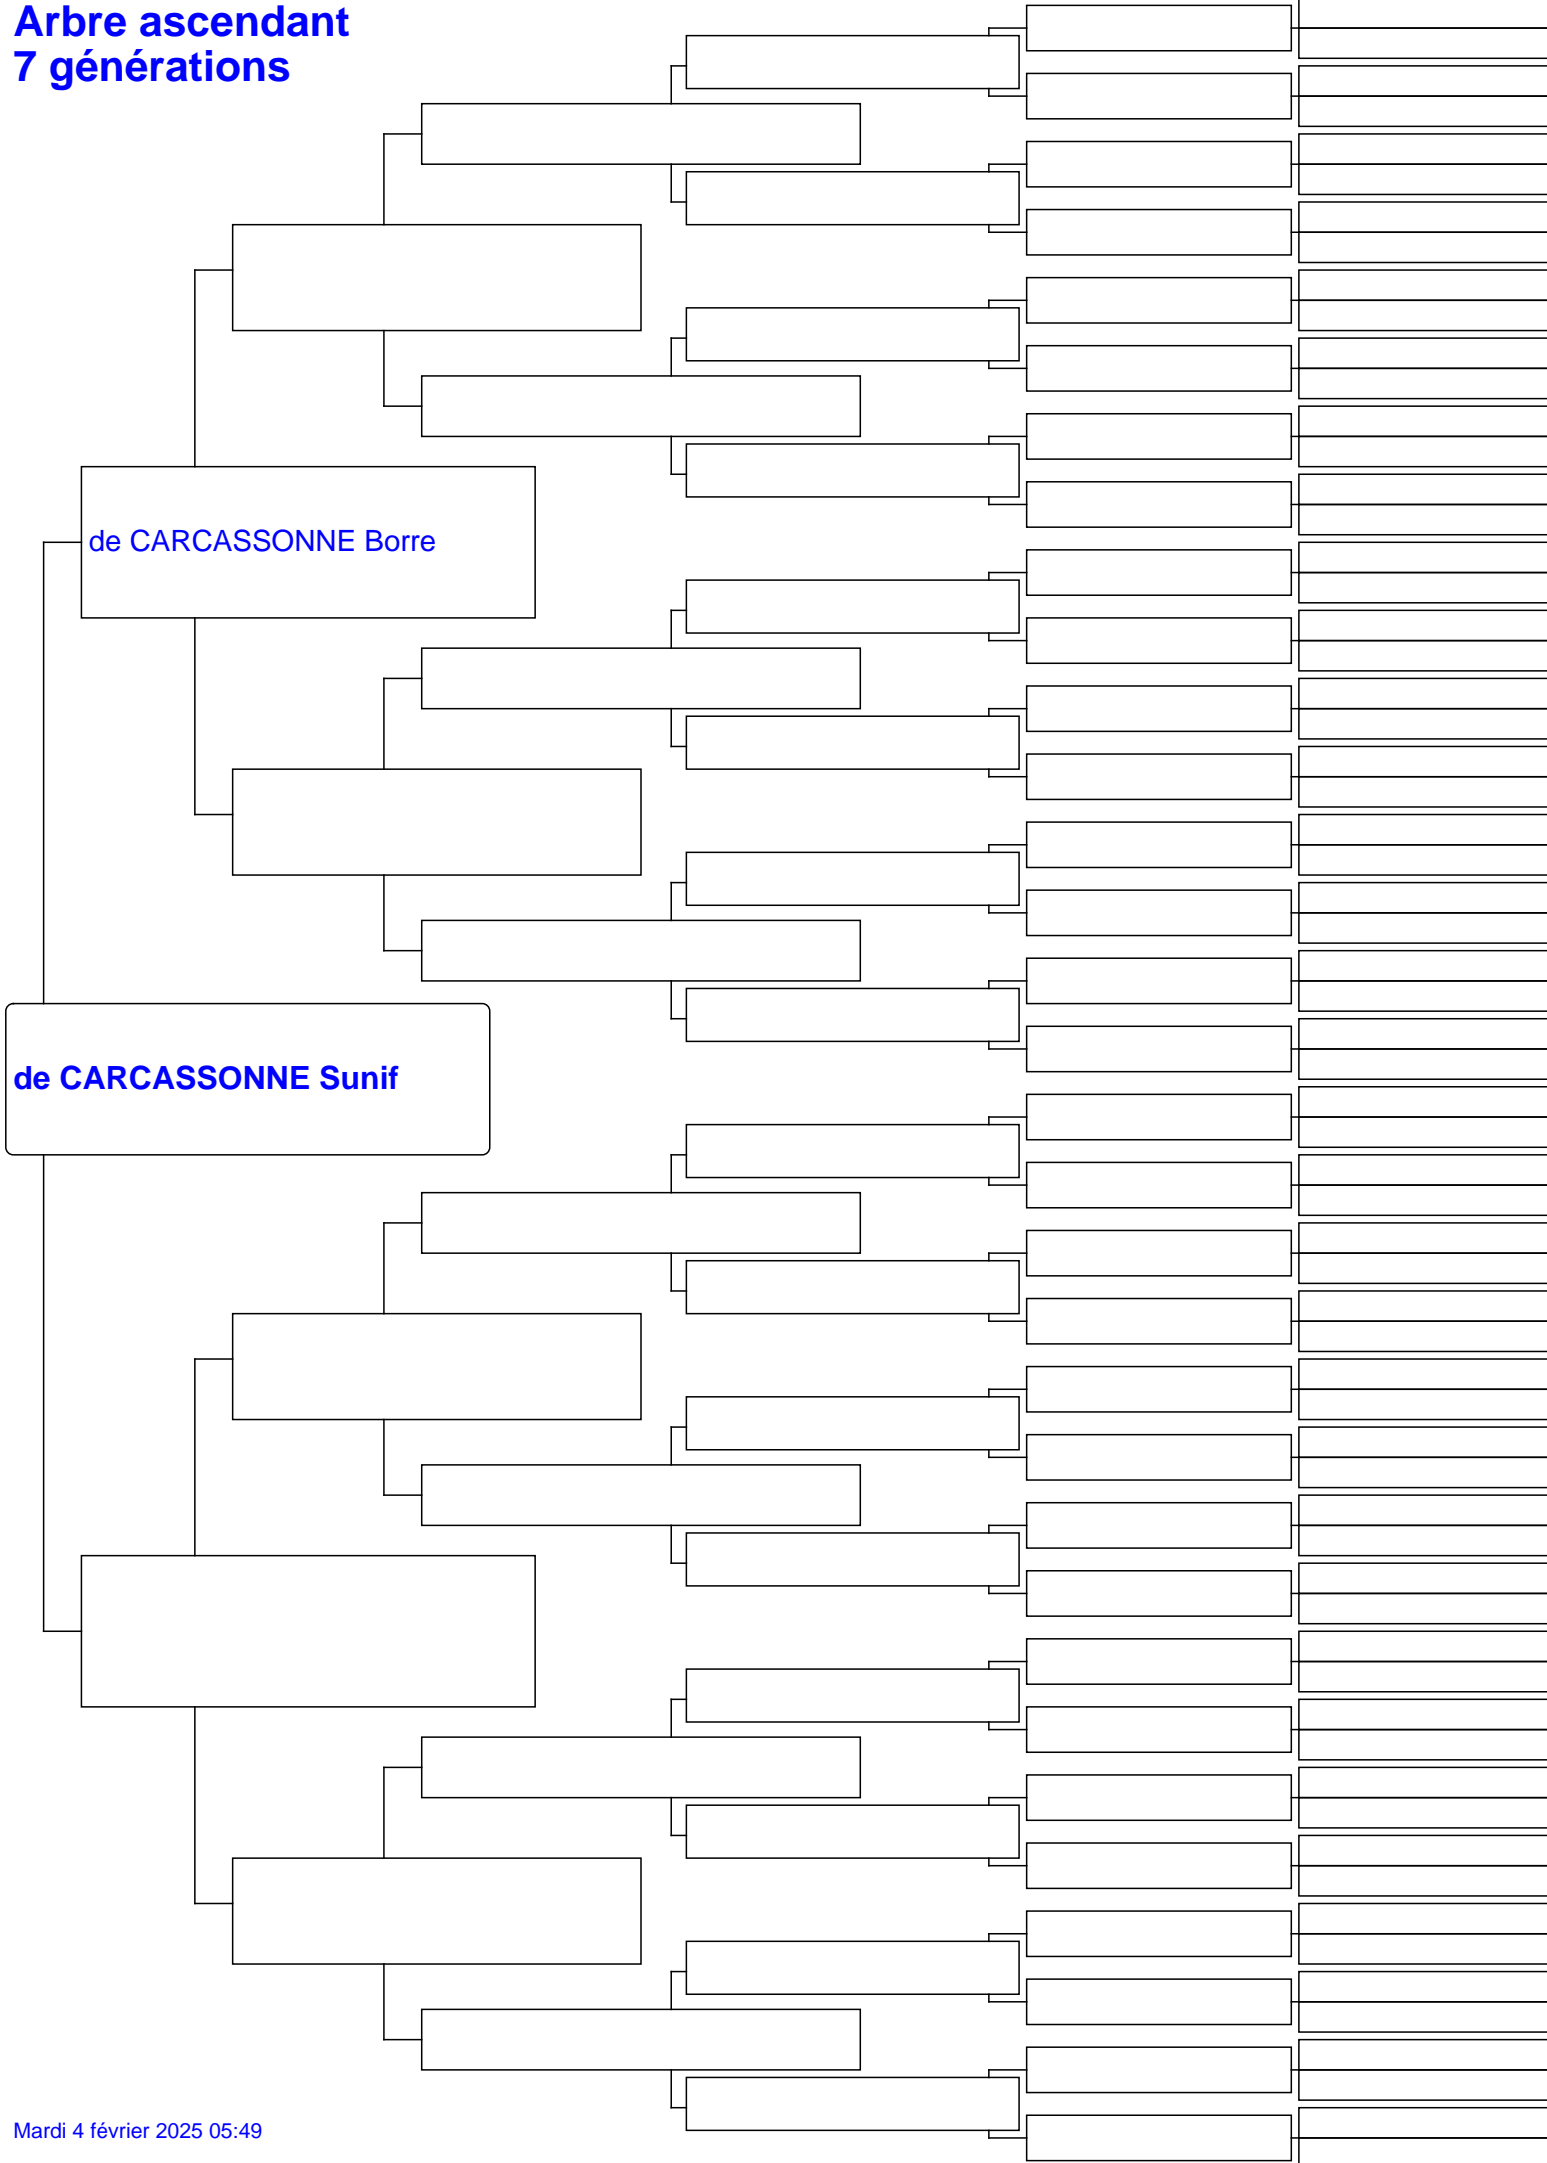 Arbre ascendant
7 générations
de CARCASSONNE Borre
de CARCASSONNE Sunif
Mardi 4 février 2025 05:49